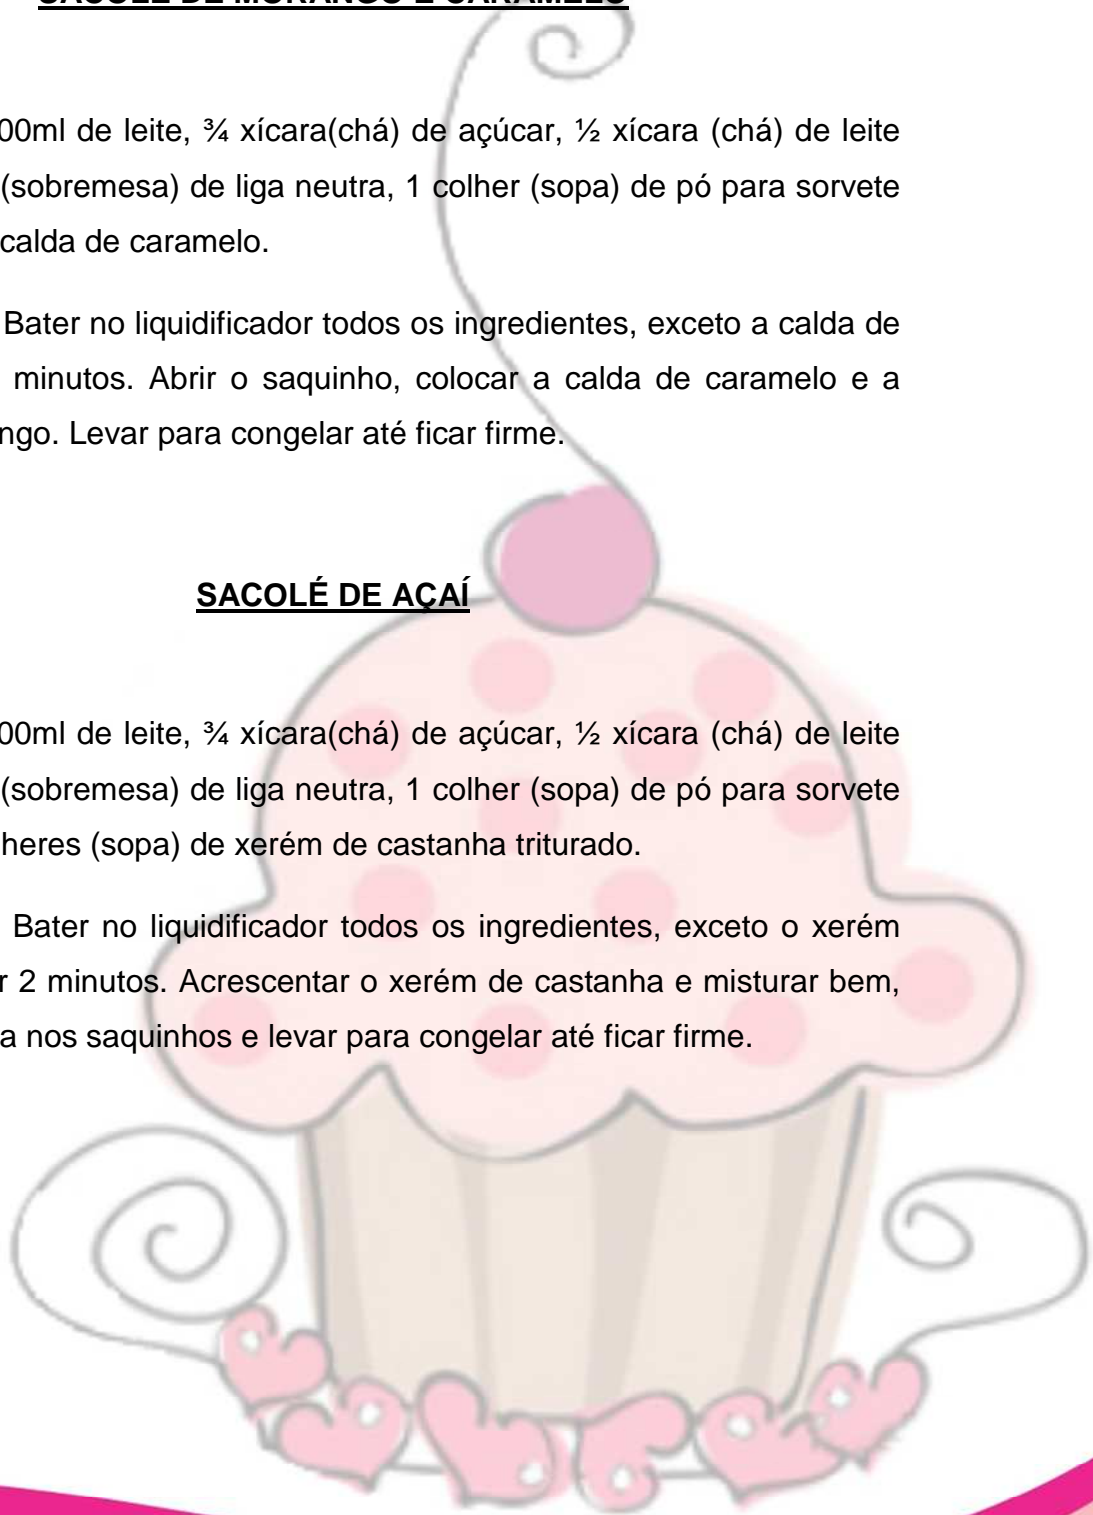 SACOLÉ DE MORANGO E CARAMELO
00ml de leite, ¾ xícara(chá) de açúcar, ½ xícara (chá) de leite
(sobremesa) de liga neutra, 1 colher (sopa) de pó para sorvete
calda de caramelo.
Bater no liquidificador todos os ingredientes, exceto a calda de
minutos. Abrir o saquinho, colocar a calda de caramelo e a
ngo. Levar para congelar até ficar firme.
SACOLÉ DE AÇAÍ
00ml de leite, ¾ xícara(chá) de açúcar, ½ xícara (chá) de leite
(sobremesa) de liga neutra, 1 colher (sopa) de pó para sorvete
heres (sopa) de xerém de castanha triturado.
Bater no liquidificador todos os ingredientes, exceto o xerém
r 2 minutos. Acrescentar o xerém de castanha e misturar bem,
a nos saquinhos e levar para congelar até ficar firme.